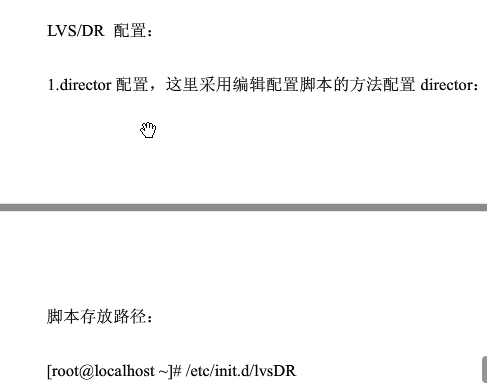 LVS/DR 配置：
1.director 配置，这里采用编辑配置脚本的方法配置 director：
脚本存放路径：
[root@localhost ~]# /etc/init.d/lvsDR